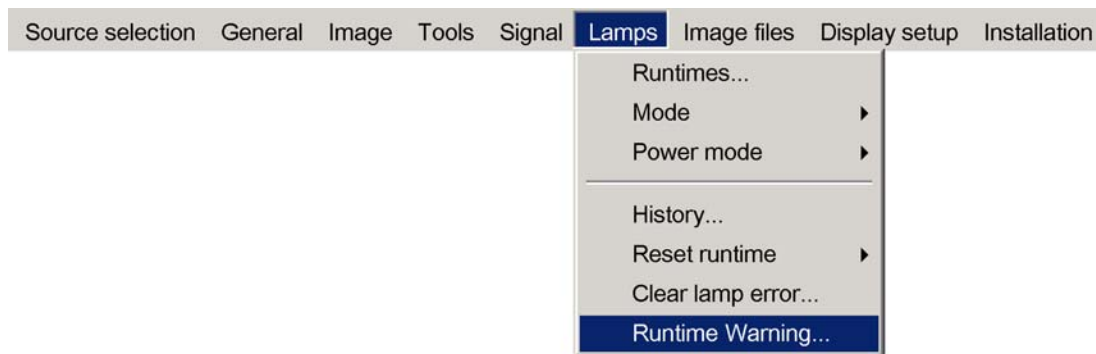 Source selection General Image Tools Signal Lamps Image files Display setup Installation
Runtimes...
Mode
Power mode
History...
Reset runtime
Clear lamp error...
Runtime Warning...